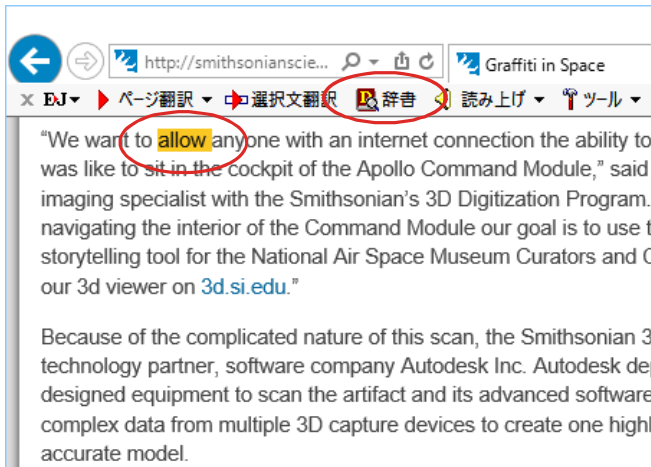 http://smithsonianscie... Graffiti in Space
x EJ ページ翻訳 選択文翻訳 辞書 読み上げ ツール
“We want to allow anyone with an internet connection the ability to
was like to sit in the cockpit of the Apollo Command Module,” said
imaging specialist with the Smithsonian’s 3D Digitization Program.
navigating the interior of the Command Module our goal is to use
storytelling tool for the National Air Space Museum Curators and
our 3d viewer on 3d.si.edu.”
Because of the complicated nature of this scan, the Smithsonian
technology partner, software company Autodesk Inc. Autodesk
designed equipment to scan the artifact and its advanced software
complex data from multiple 3D capture devices to create one
accurate model.